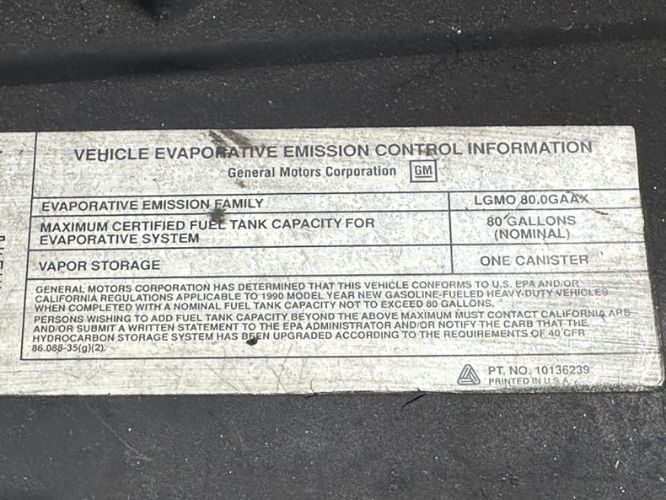 VEHICLE EVAPORATIVE EMISSION CONTROL INFORMATION
General Motors Corporation GM
EVAPORATIVE EMISSION FAMILY LGMO 80.0GAAX
MAXIMUM CERTIFIED FUEL TANK CAPACITY FOR
EVAPORATIVE SYSTEM
80 GALLONS
(NOMINAL)
VAPOR STORAGE ONE CANISTER
GENERAL MOTORS CORPORATION HAS DETERMINED THAT THIS VEHICLE CONFORMS TO U.S. EPA AND/OR
CALIFORNIA REGULATIONS APPLICABLE TO 1990 MODEL YEAR NEW GASOLINE-FUELED HEAVY-DUTY VEHICLES
WHEN COMPLETED WITH A NOMINAL FUEL TANK CAPACITY NOT TO EXCEED 80 GALLONS.
PERSONS WISHING TO ADD FUEL TANK CAPACITY BEYOND THE ABOVE MAXIMUM MUST CONTACT CALIFORNIA ARB
AND/OR SUBMIT A WRITTEN STATEMENT TO THE EPA ADMINISTRATOR AND/OR NOTIFY THE CARB THAT THE
HYDROCARBON STORAGE SYSTEM HAS BEEN UPGRADED ACCORDING TO THE REQUIREMENTS OF 40 CFR
86.088-35(g)(2).
PT. NO. 10136239
PRINTED IN U.S.A.